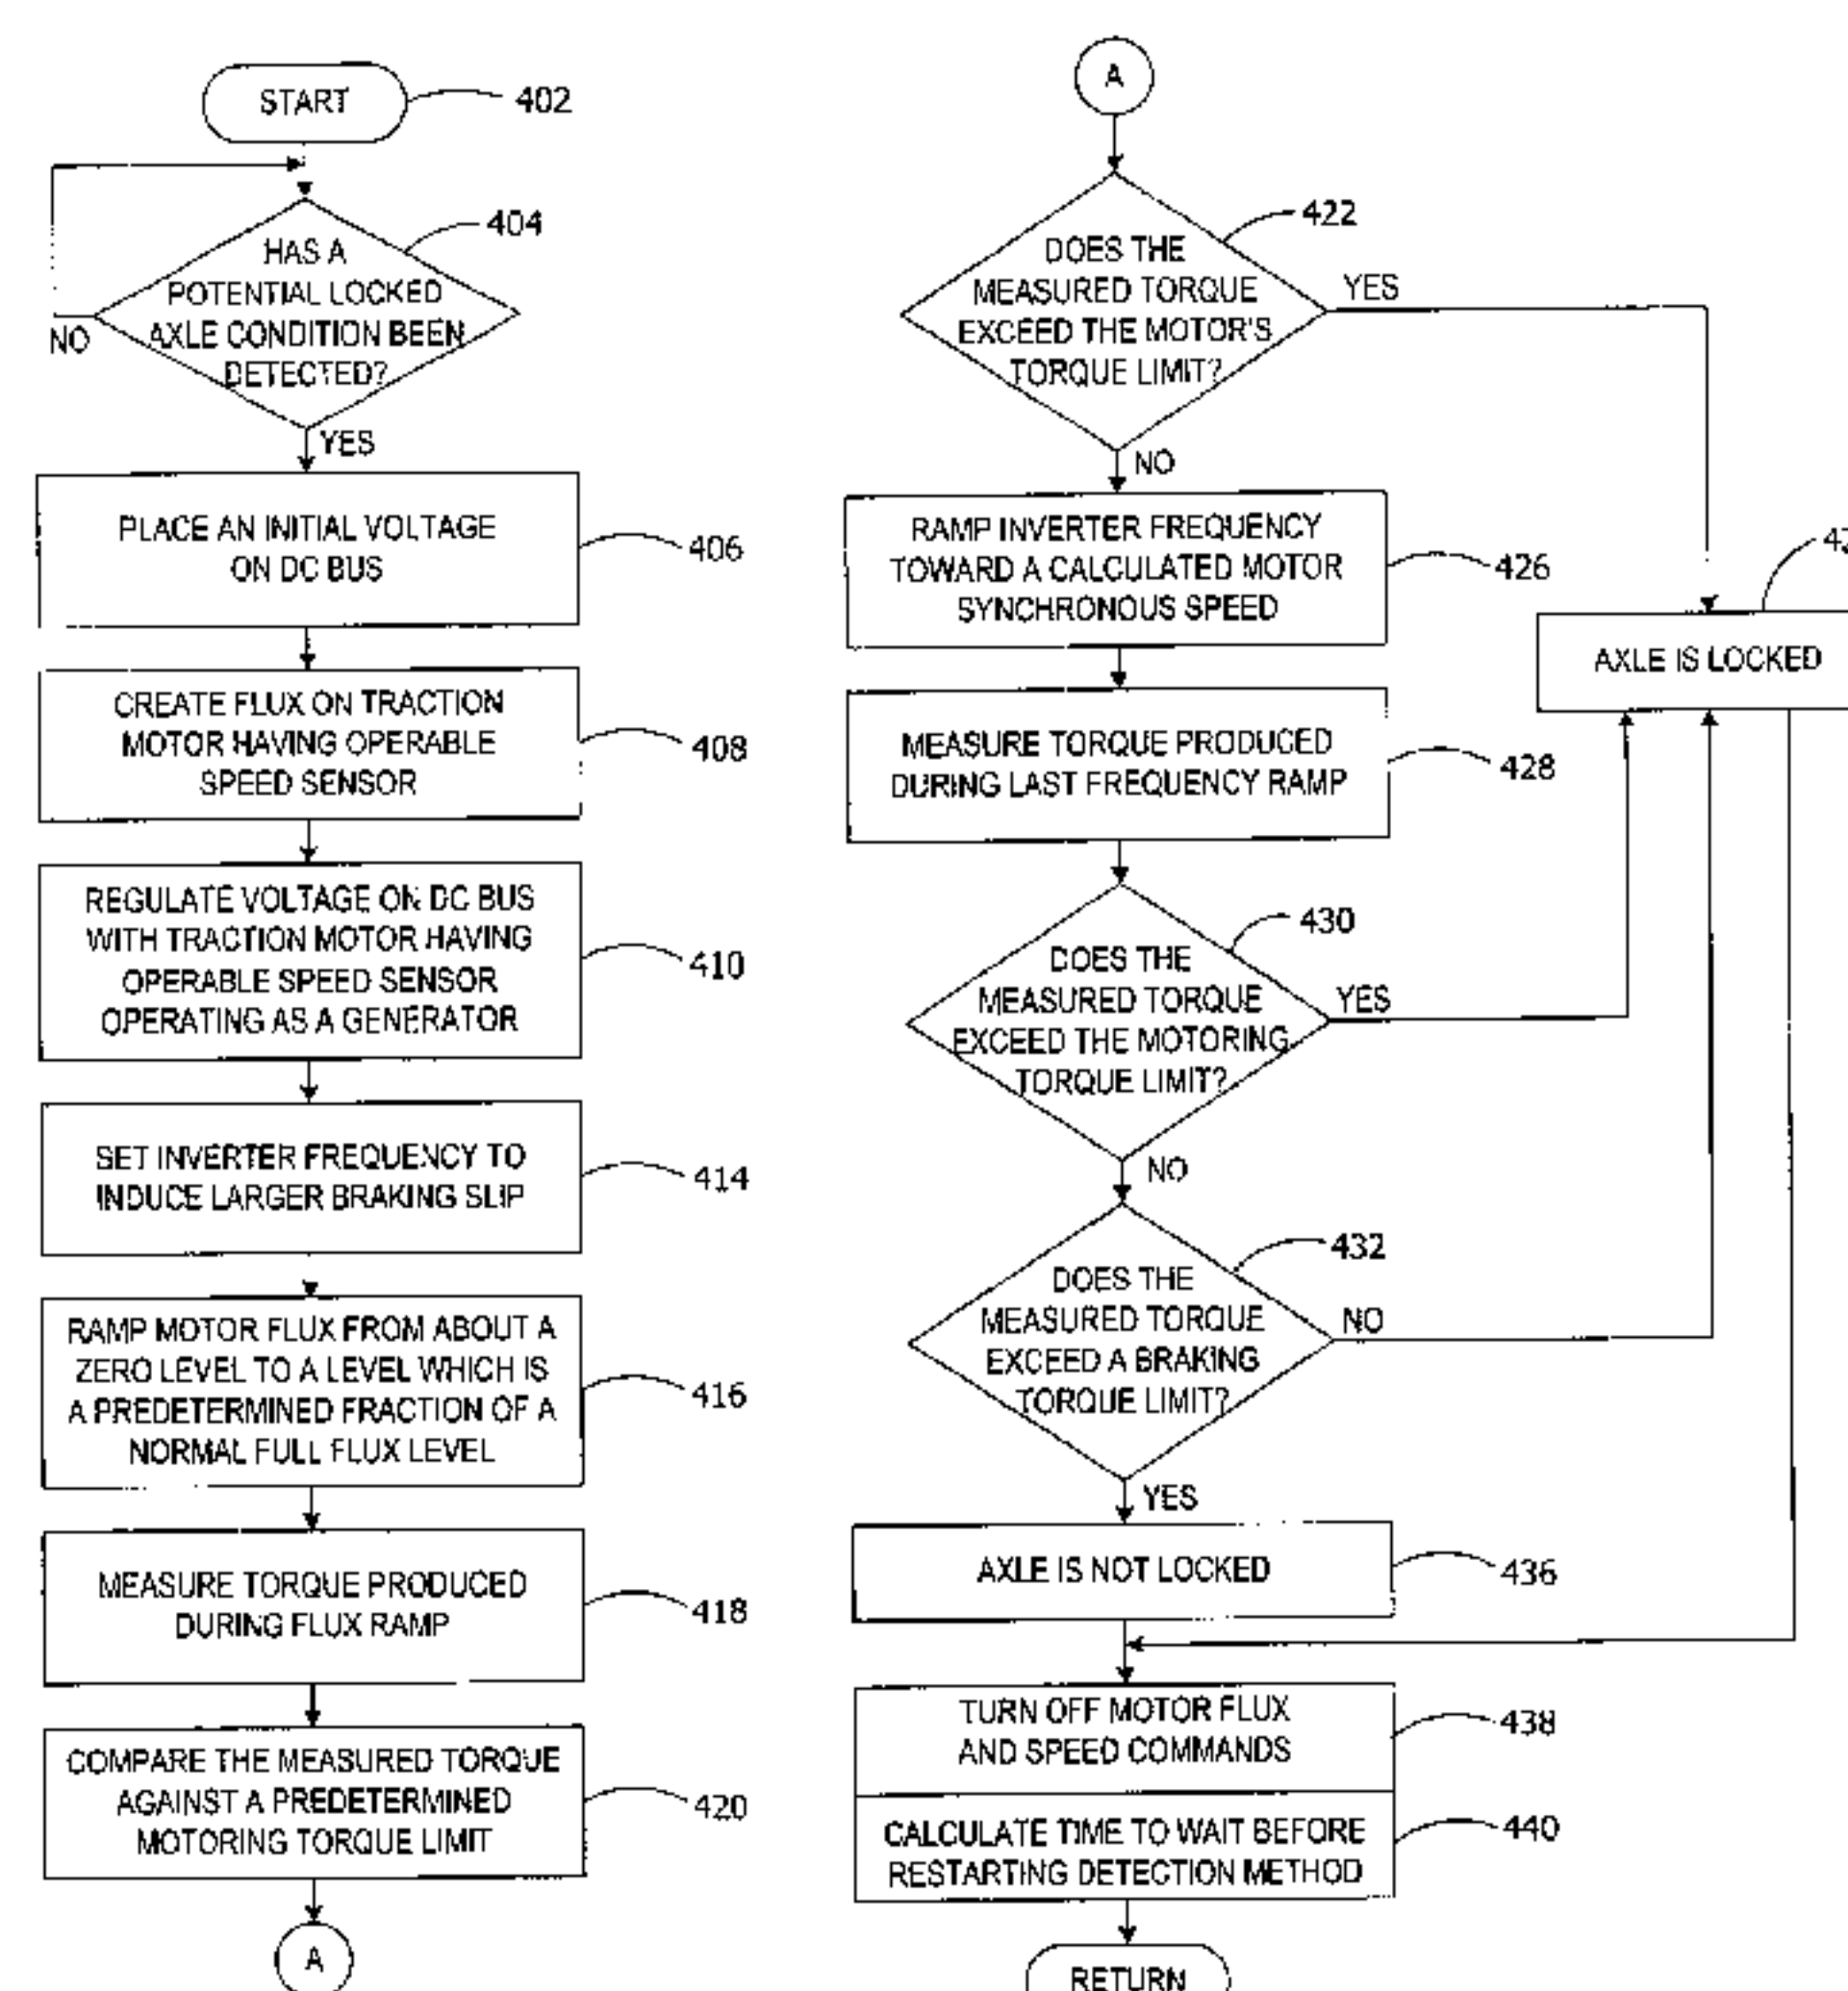 START
402
404
HAS A
POTENTIAL LOCKED
AXLE CONDITION BEEN
DETECTED?
NO
YES
PLACE AN INITIAL VOLTAGE
ON DC BUS
406
CREATE FLUX ON TRACTION
MOTOR HAVING OPERABLE
SPEED SENSOR
408
REGULATE VOLTAGE ON DC BUS
WITH TRACTION MOTOR HAVING
OPERABLE SPEED SENSOR
OPERATING AS A GENERATOR
410
SET INVERTER FREQUENCY TO
INDUCE LARGER BRAKING SLIP
414
RAMP MOTOR FLUX FROM ABOUT A
ZERO LEVEL TO A LEVEL WHICH IS
A PREDETERMINED FRACTION OF A
NORMAL FULL FLUX LEVEL
416
MEASURE TORQUE PRODUCED
DURING FLUX RAMP
418
COMPARE THE MEASURED TORQUE
AGAINST A PREDETERMINED
MOTORING TORQUE LIMIT
420
A
A
422
DOES THE
MEASURED TORQUE
EXCEED THE MOTOR'S
TORQUE LIMIT?
YES
NO
RAMP INVERTER FREQUENCY
TOWARD A CALCULATED MOTOR
SYNCHRONOUS SPEED
426
AXLE IS LOCKED
MEASURE TORQUE PRODUCED
DURING LAST FREQUENCY RAMP
428
430
DOES THE
MEASURED TORQUE
EXCEED THE MOTORING
TORQUE LIMIT?
YES
NO
432
DOES THE
MEASURED TORQUE
EXCEED A BRAKING
TORQUE LIMIT?
NO
YES
AXLE IS NOT LOCKED
436
TURN OFF MOTOR FLUX
AND SPEED COMMANDS
438
CALCULATE TIME TO WAIT BEFORE
RESTARTING DETECTION METHOD
440
RETURN